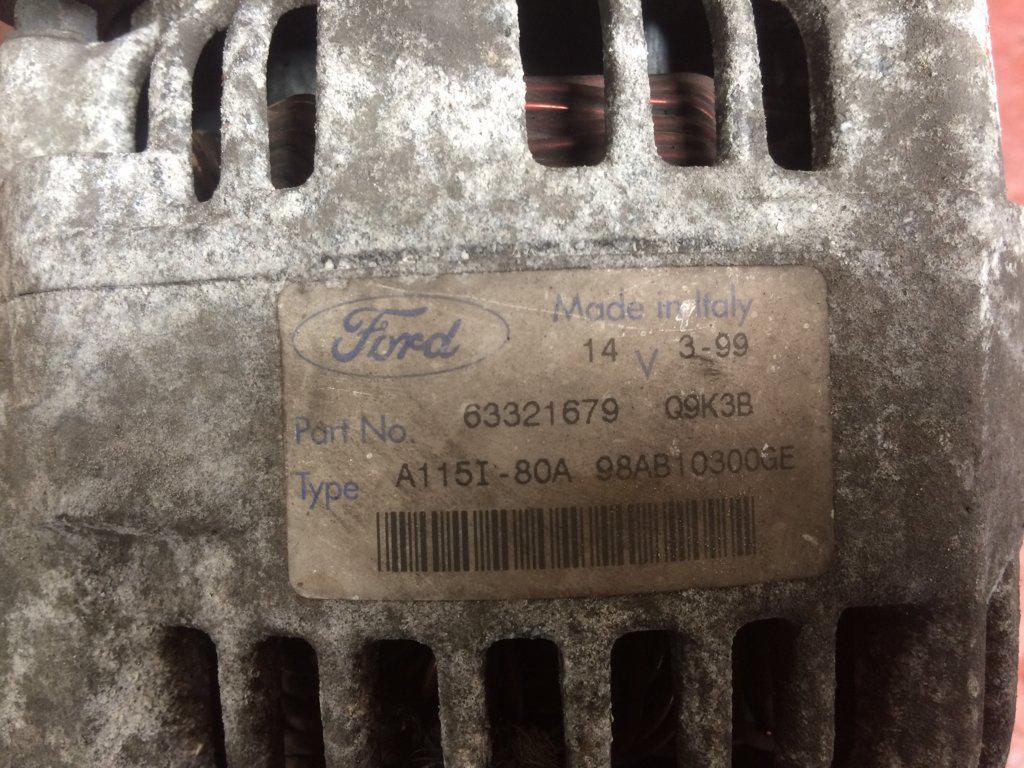 Ford Made in Italy
14 V 3-99
Part No. 63321679 Q9K3B
Type A115I-80A 98AB10300GE